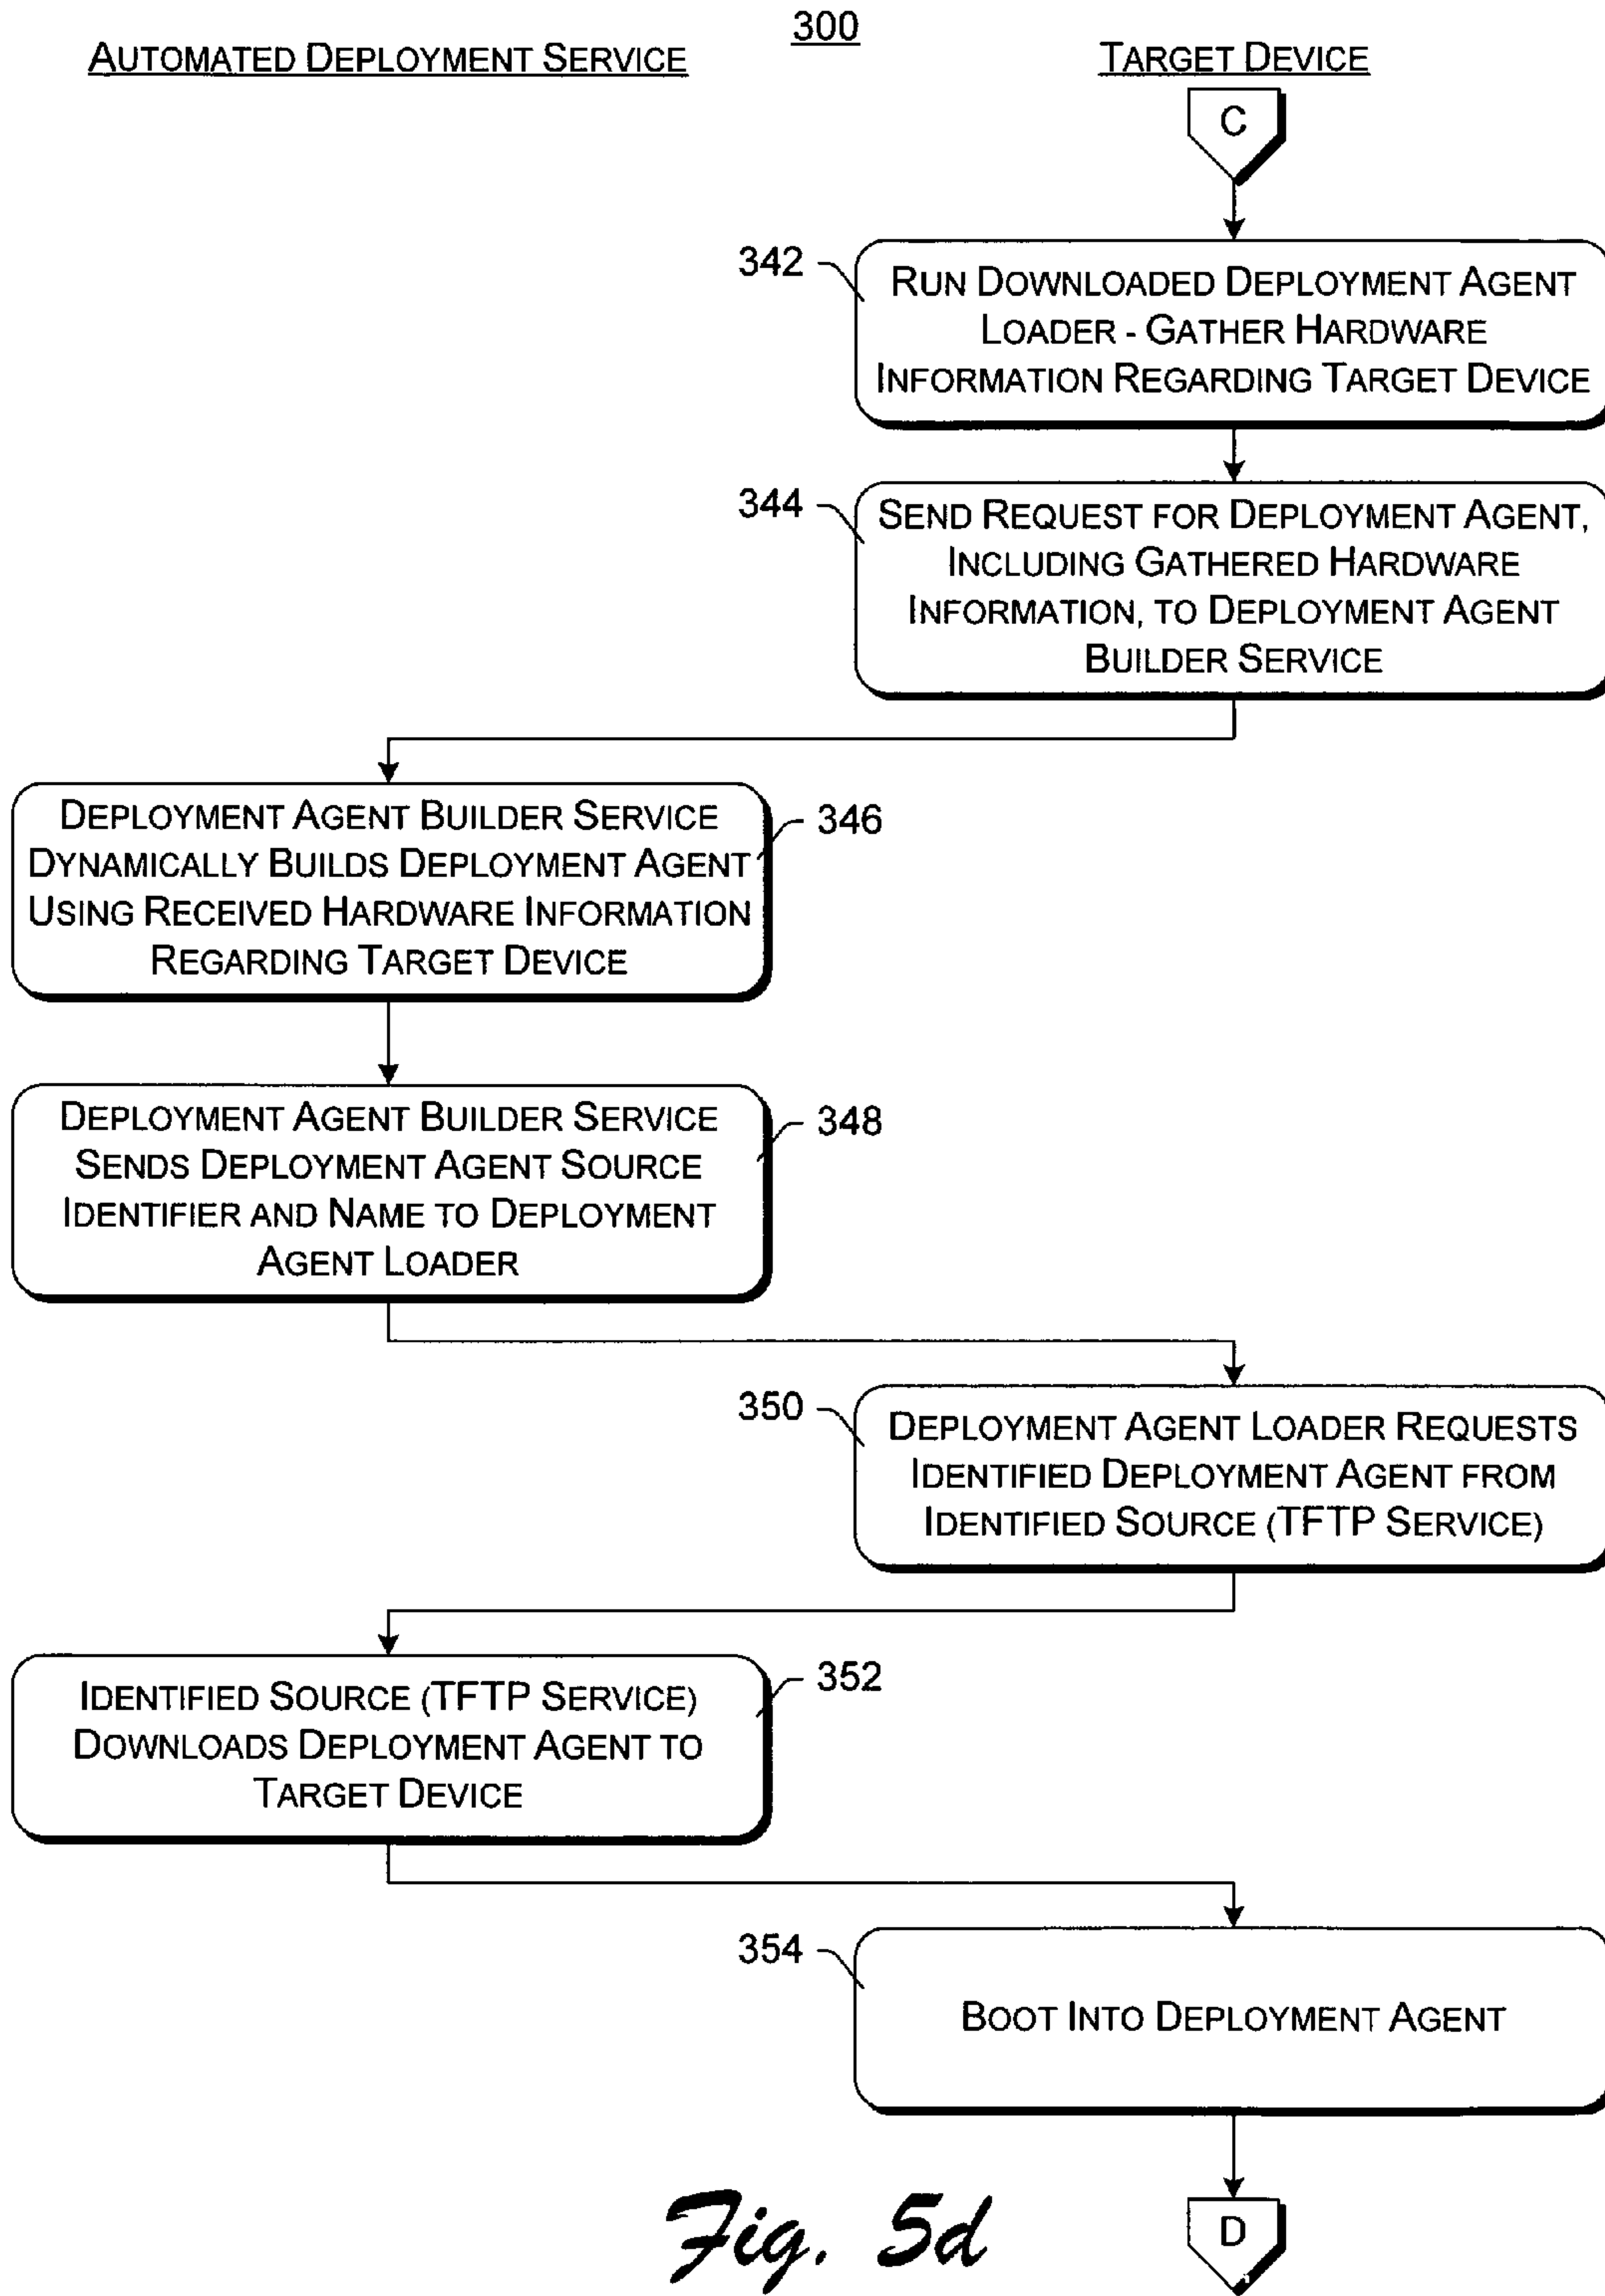 300
AUTOMATED DEPLOYMENT SERVICE
TARGET DEVICE
C
342
RUN DOWNLOADED DEPLOYMENT AGENT
LOADER - GATHER HARDWARE
INFORMATION REGARDING TARGET DEVICE
344
SEND REQUEST FOR DEPLOYMENT AGENT,
INCLUDING GATHERED HARDWARE
INFORMATION, TO DEPLOYMENT AGENT
BUILDER SERVICE
DEPLOYMENT AGENT BUILDER SERVICE
DYNAMICALLY BUILDS DEPLOYMENT AGENT
USING RECEIVED HARDWARE INFORMATION
REGARDING TARGET DEVICE
346
DEPLOYMENT AGENT BUILDER SERVICE
SENDS DEPLOYMENT AGENT SOURCE
IDENTIFIER AND NAME TO DEPLOYMENT
AGENT LOADER
348
350
DEPLOYMENT AGENT LOADER REQUESTS
IDENTIFIED DEPLOYMENT AGENT FROM
IDENTIFIED SOURCE (TFTP SERVICE)
IDENTIFIED SOURCE (TFTP SERVICE)
DOWNLOADS DEPLOYMENT AGENT TO
TARGET DEVICE
352
354
BOOT INTO DEPLOYMENT AGENT
D
Fig. 5d